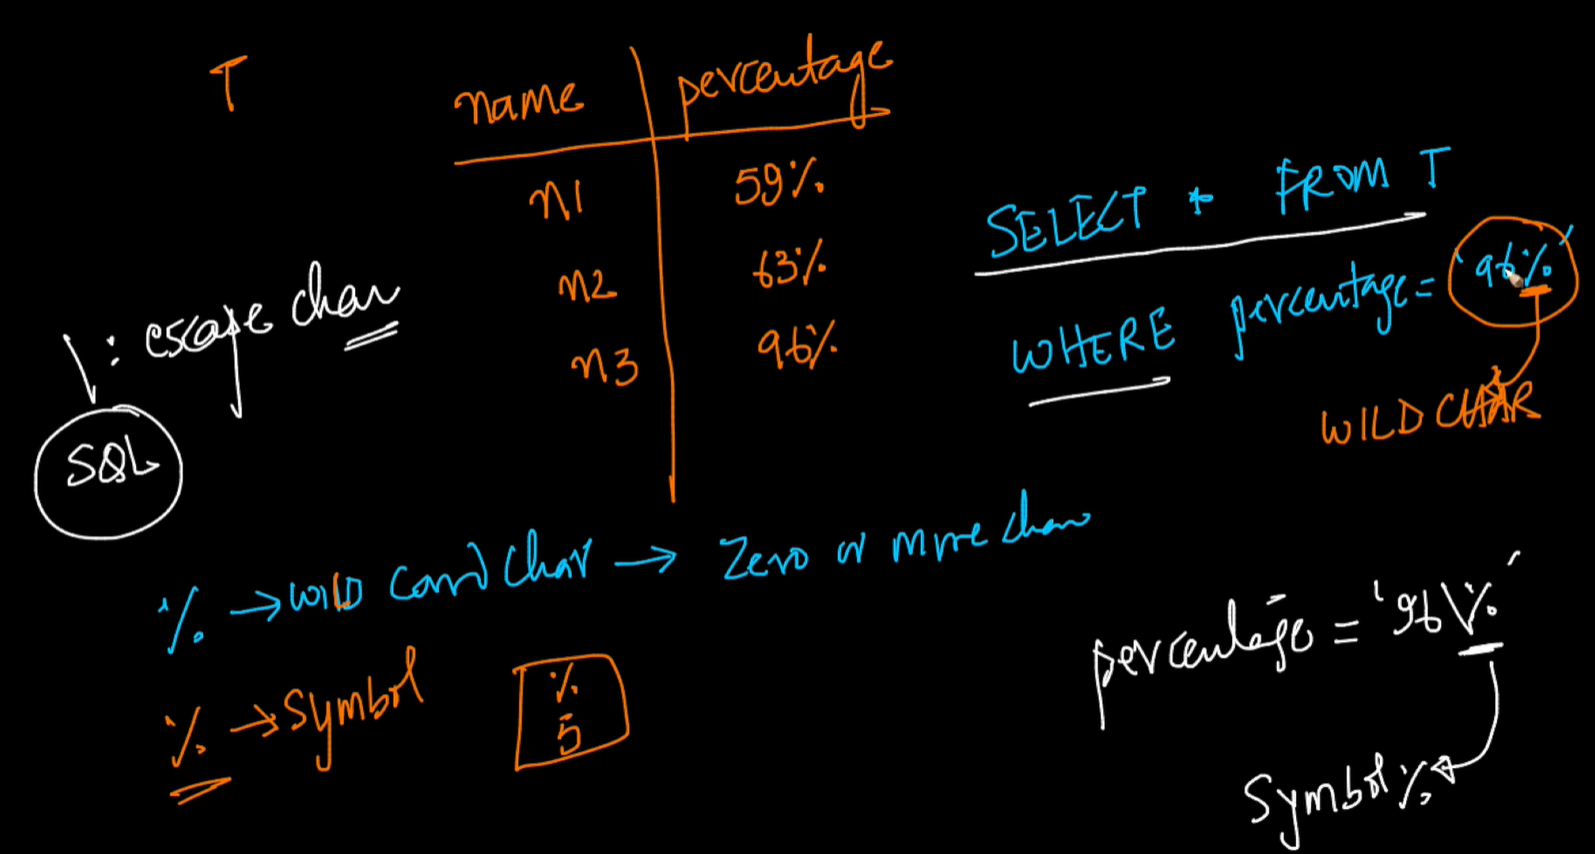 T
name percentage
n1 59%
n2 63%
n3 96%
SELECT * FROM T
WHERE percentage = '96%'
WILD CHAR
\ : escape char
SQL
% → WILD Card Char → Zero or more char
% → Symbol
%
5
percentage = '96\%'
Symbol %